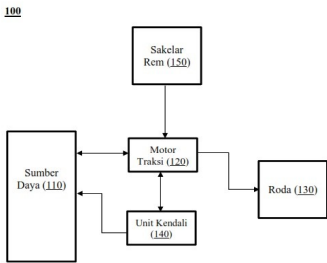 100
Sakelar
Rem (150)
Motor
Traksi (120)
Sumber
Daya (110)
Roda (130)
Unit Kendali
(140)